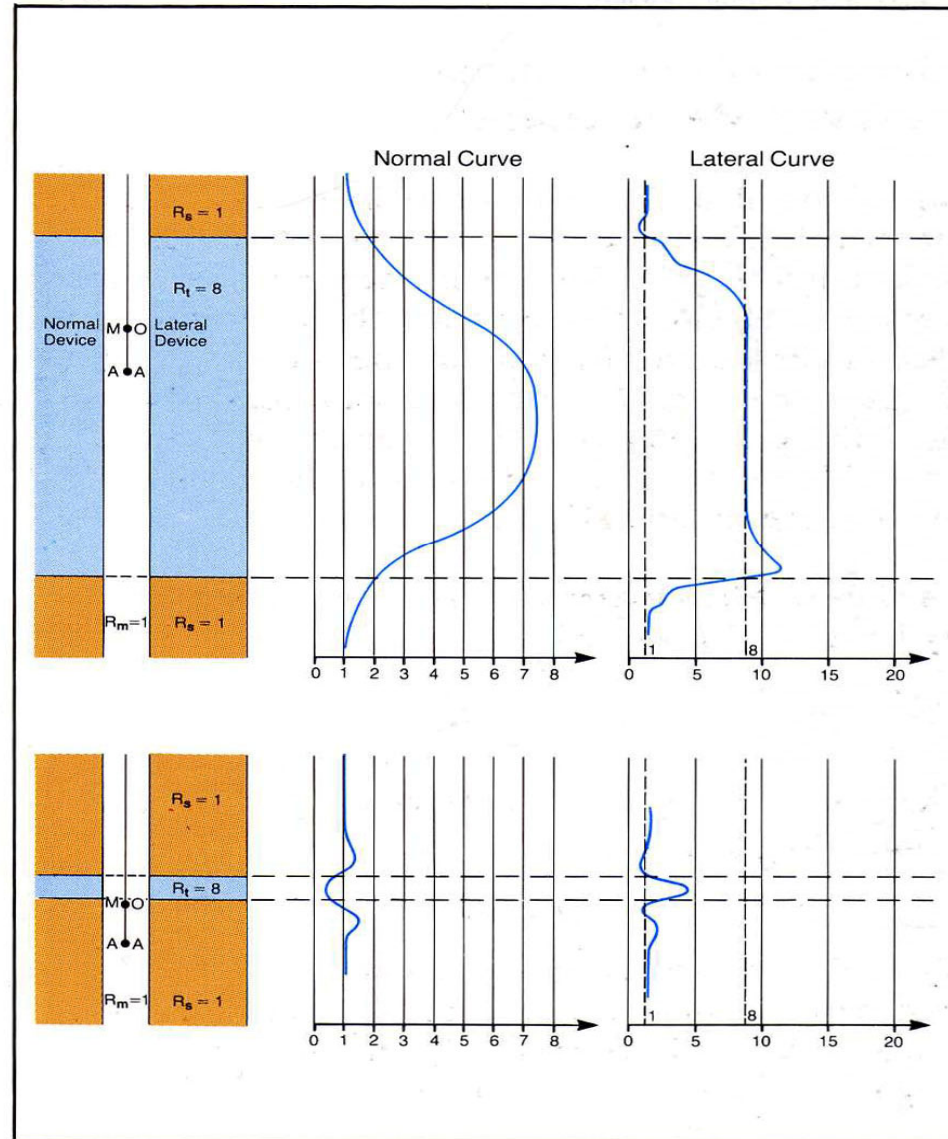 Normal Curve
Lateral Curve
Rs = 1
Rt = 8
Normal Device
M O
Lateral Device
A A
Rm=1
Rs = 1
0 1 2 3 4 5 6 7 8
1 8
0 5 10 15 20
Rs = 1
Rt = 8
M O
A A
Rm=1
Rs = 1
0 1 2 3 4 5 6 7 8
1 8
0 5 10 15 20